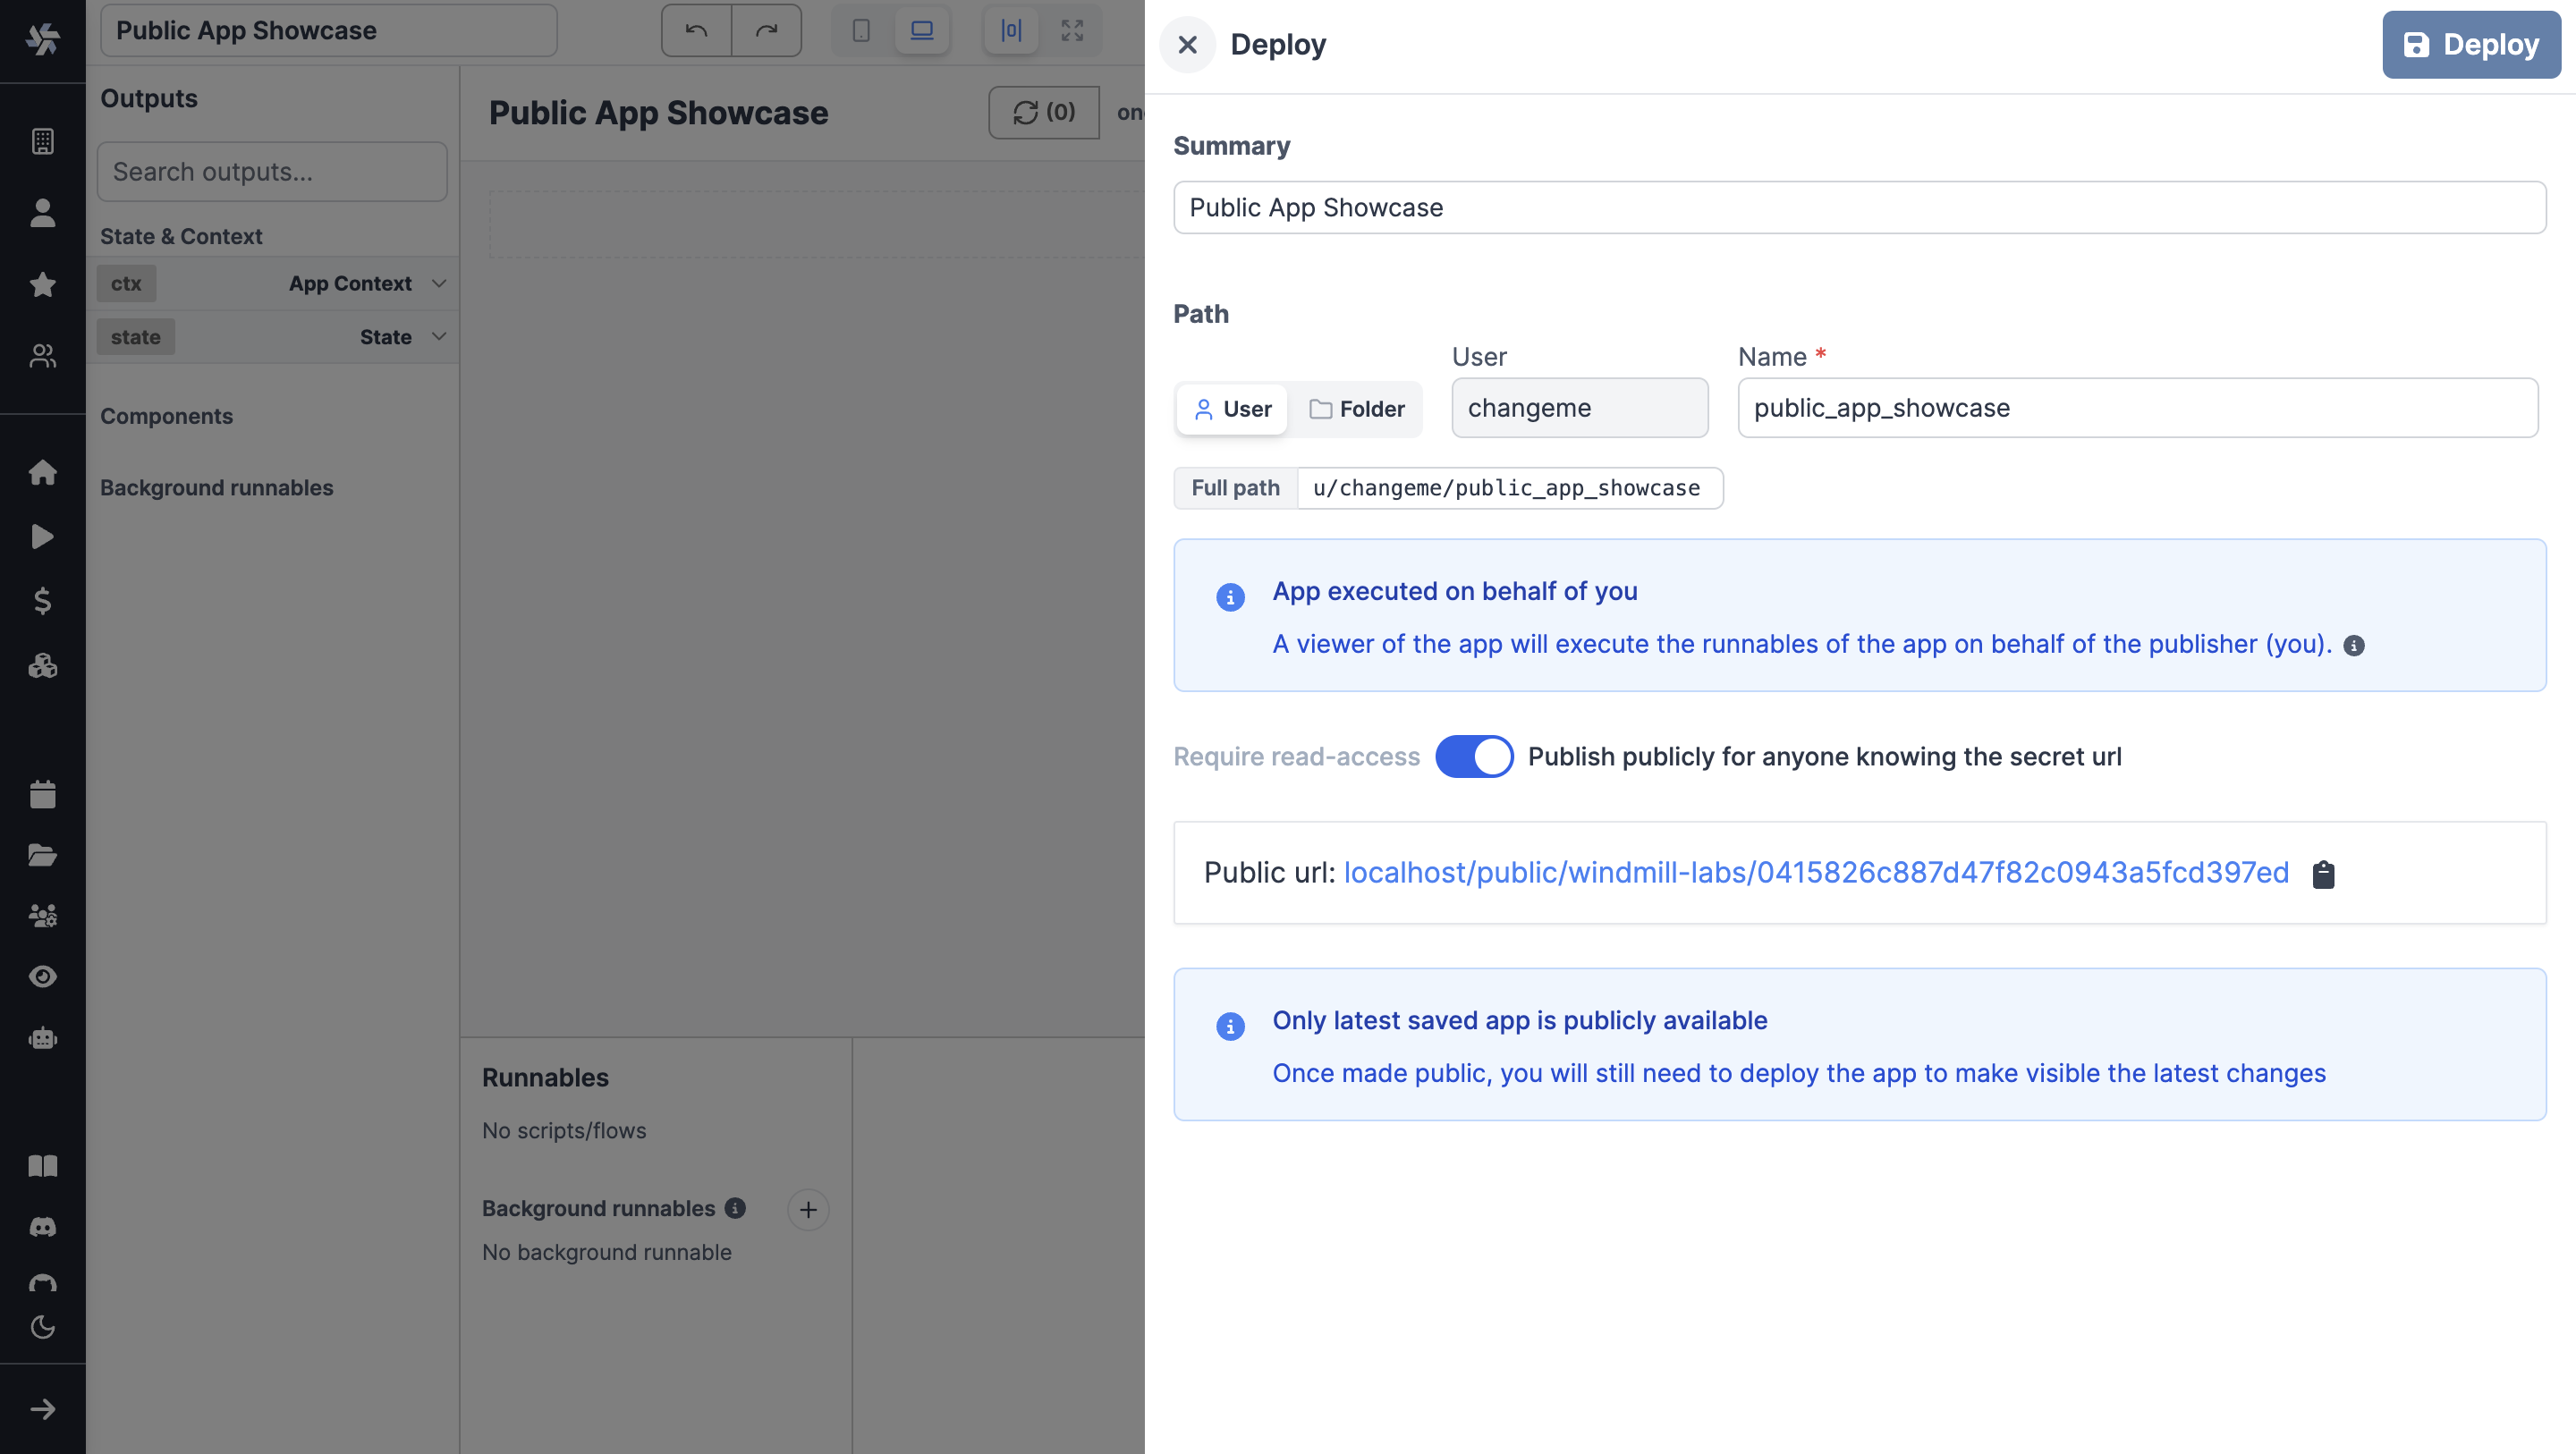 Public App Showcase
Outputs
Search outputs...
State & Context
ctx App Context
state State
Components
Background runnables
Public App Showcase
(0)
Runnables
No scripts/flows
Background runnables
No background runnable
Deploy
Deploy
Summary
Public App Showcase
Path
User
Name *
User
Folder
changeme
public_app_showcase
Full path u/changeme/public_app_showcase
App executed on behalf of you
A viewer of the app will execute the runnables of the app on behalf of the publisher (you).
Require read-access Publish publicly for anyone knowing the secret url
Public url: localhost/public/windmill-labs/0415826c887d47f82c0943a5fcd397ed
Only latest saved app is publicly available
Once made public, you will still need to deploy the app to make visible the latest changes